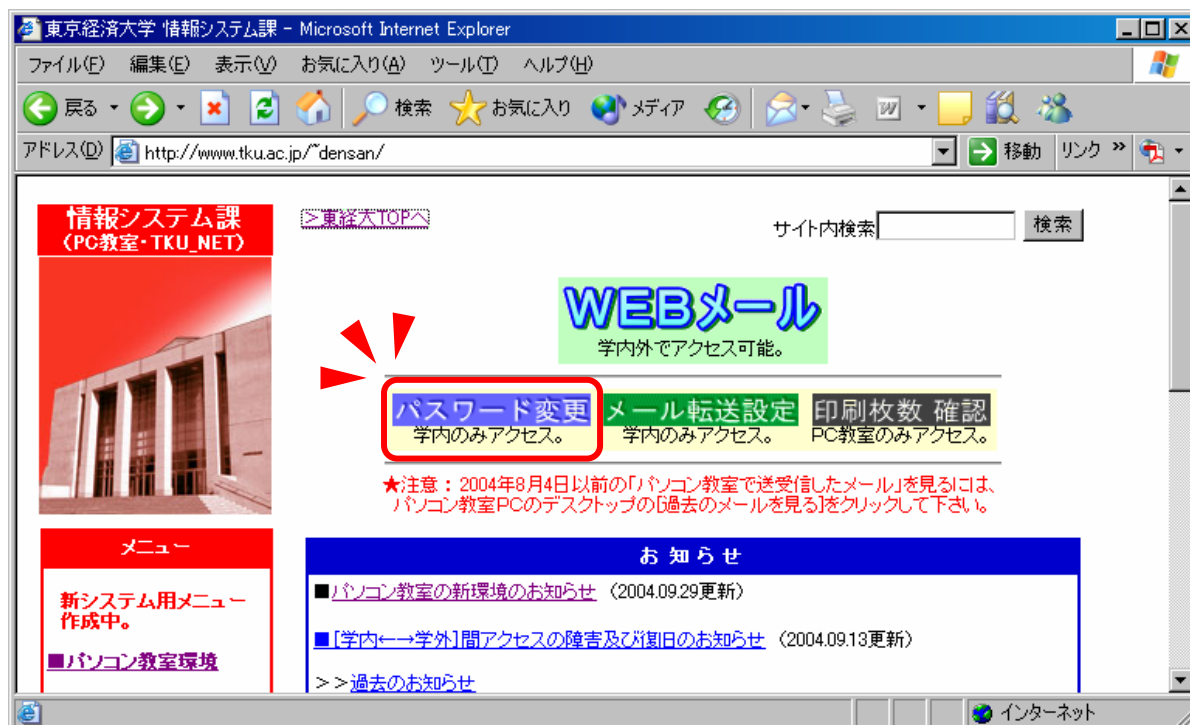 東京経済大学 情報システム課 - Microsoft Internet Explorer
ファイル(F) 編集(E) 表示(V) お気に入り(A) ツール(T) ヘルプ(H)
戻る 検索 お気に入り メディア
アドレス(D) http://www.tku.ac.jp/~densan/ 移動 リンク »
情報システム課
(PC教室・TKU_NET)
>東経大TOPへ
サイト内検索 検索
WEBメール
学内外でアクセス可能。
パスワード変更 メール転送設定 印刷枚数 確認
学内のみアクセス。 学内のみアクセス。 PC教室のみアクセス。
★注意：2004年8月4日以前の「パソコン教室で送受信したメール」を見るには、
パソコン教室PCのデスクトップの[過去のメールを見る]をクリックして下さい。
メニュー
新システム用メニュー
作成中。
■パソコン教室環境
お 知 ら せ
■パソコン教室の新環境のお知らせ (2004.09.29更新)
■[学内←→学外]間アクセスの障害及び復旧のお知らせ (2004.09.13更新)
>>過去のお知らせ
インターネット